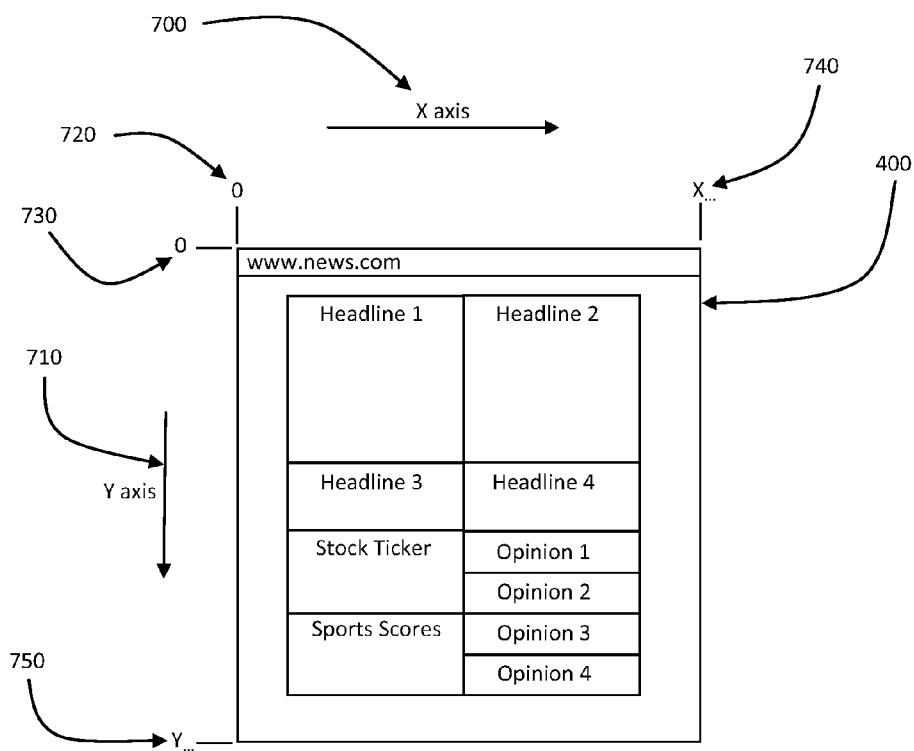 700
X axis
740
720
400
0
X...
730
0
www.news.com
Headline 1
Headline 2
710
Y axis
Headline 3
Headline 4
Stock Ticker
Opinion 1
Opinion 2
Sports Scores
Opinion 3
750
Opinion 4
Y...